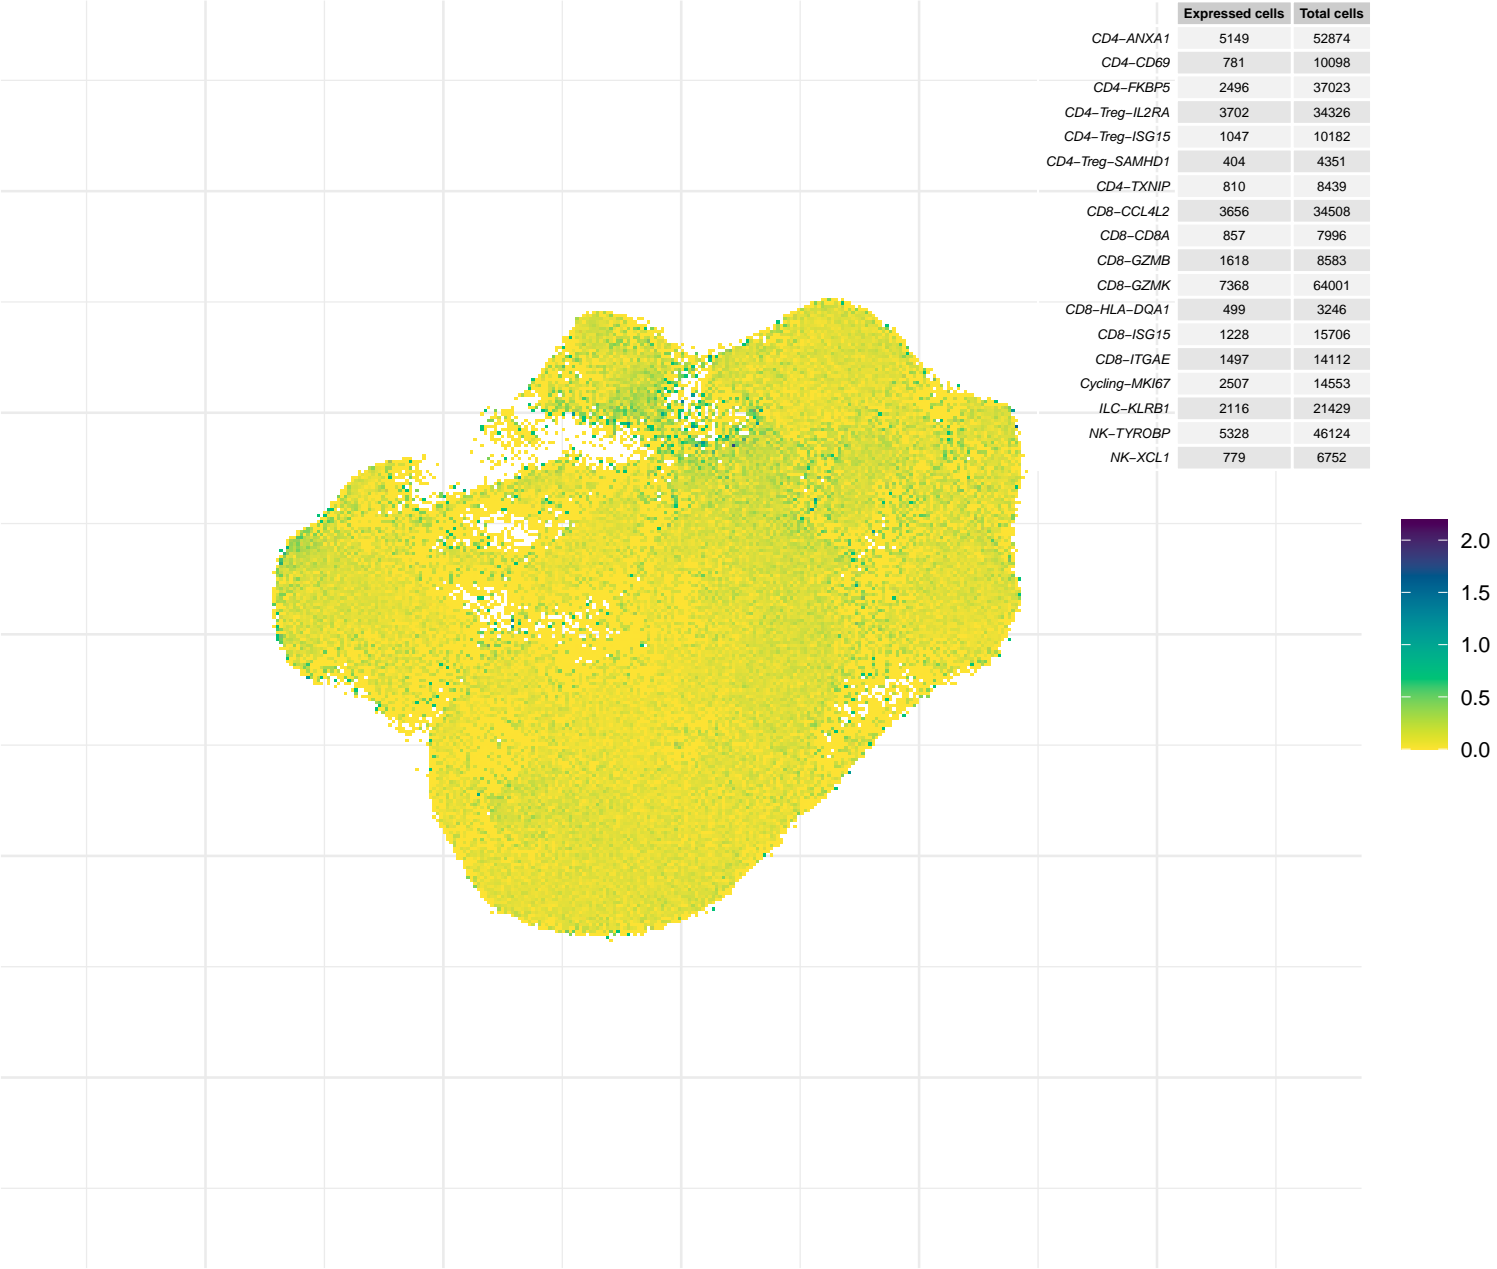 Expressed cells Total cells
CD4−ANXA1 5149 52874
CD4−CD69 781 10098
CD4−FKBP5 2496 37023
CD4−Treg−IL2RA 3702 34326
CD4−Treg−ISG15 1047 10182
CD4−Treg−SAMHD1 404 4351
CD4−TXNIP 810 8439
CD8−CCL4L2 3656 34508
CD8−CD8A 857 7996
CD8−GZMB 1618 8583
CD8−GZMK 7368 64001
CD8−HLA−DQA1 499 3246
CD8−ISG15 1228 15706
CD8−ITGAE 1497 14112
Cycling−MKI67 2507 14553
ILC−KLRB1 2116 21429
NK−TYROBP 5328 46124
NK−XCL1 779 6752
2.0
1.5
1.0
0.5
0.0